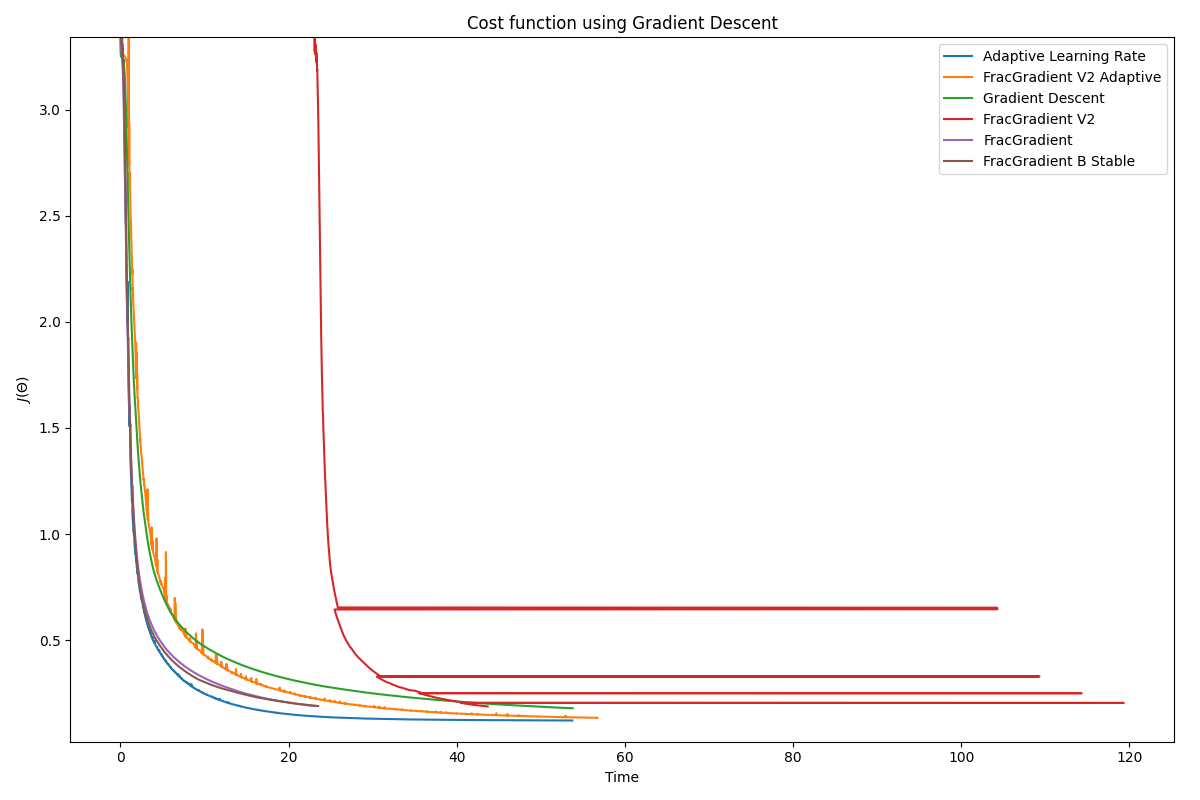 Cost function using Gradient Descent
Adaptive Learning Rate
FracGradient V2 Adaptive
Gradient Descent
FracGradient V2
FracGradient
FracGradient B Stable
J(Θ)
3.0
2.5
2.0
1.5
1.0
0.5
0 20 40 60 80 100 120
Time